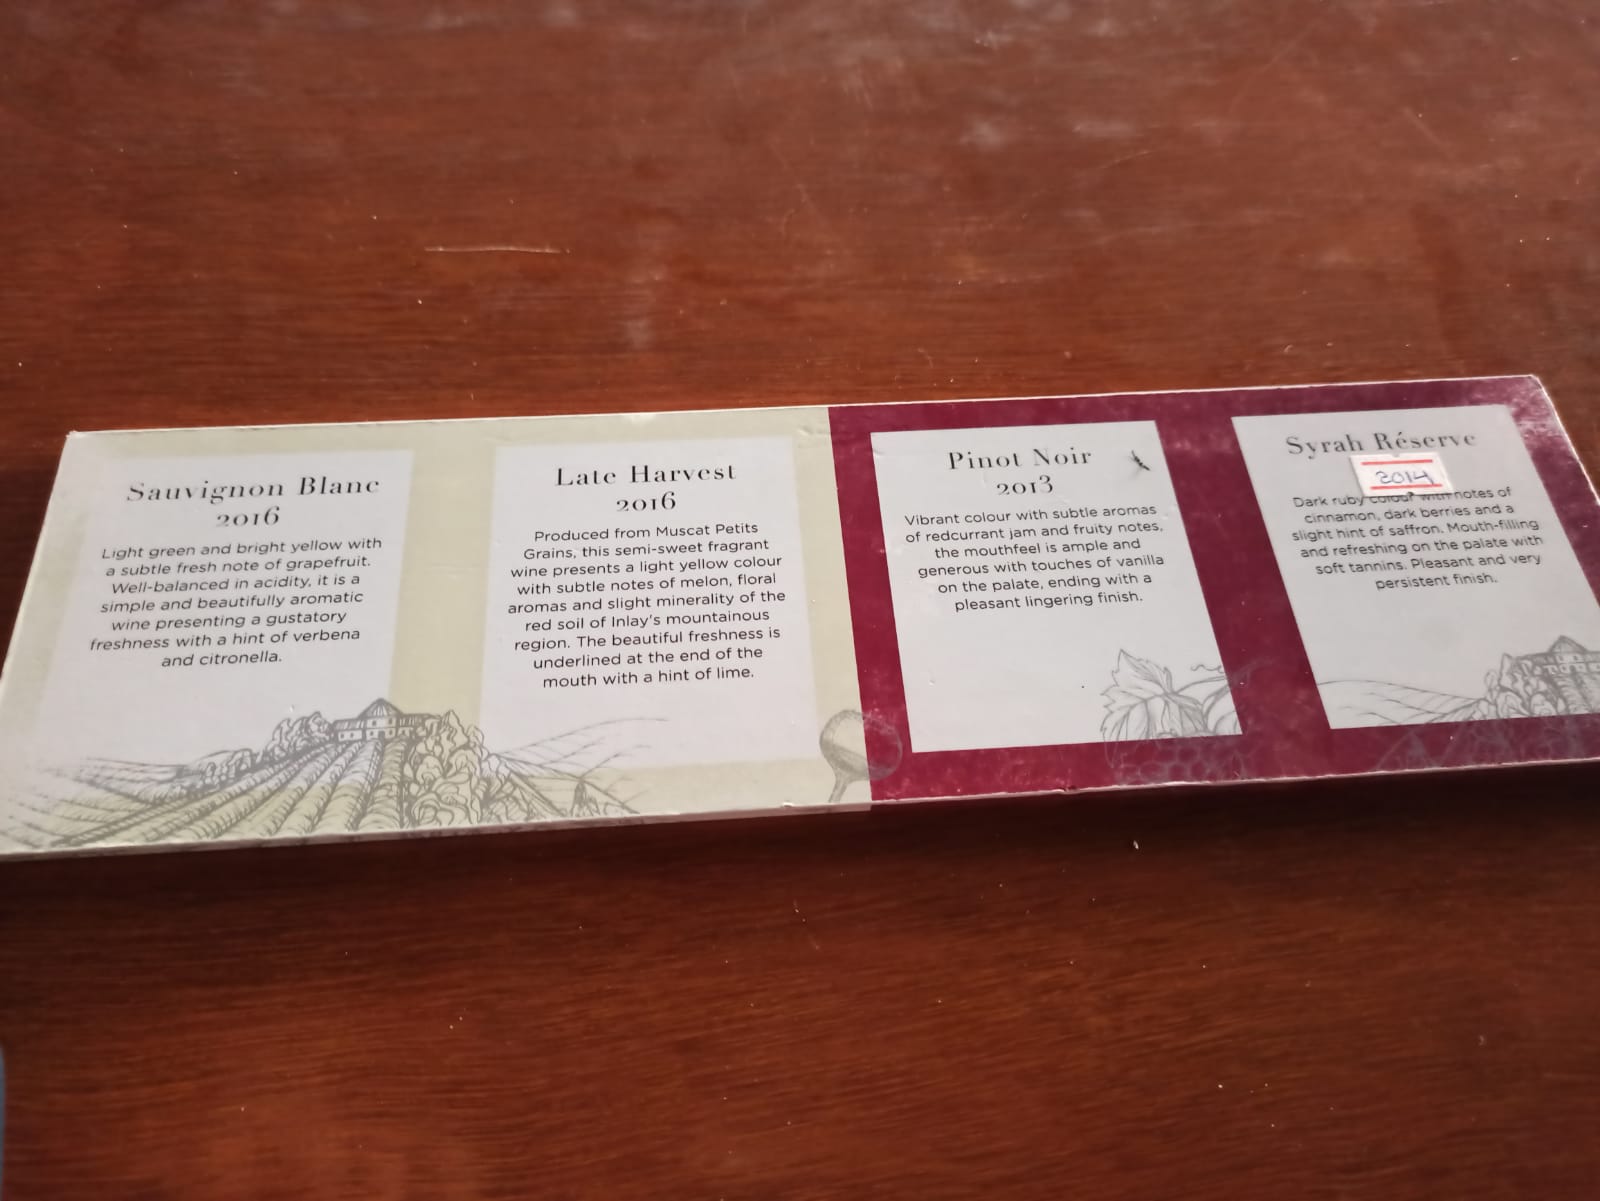 Sauvignon Blanc
2016
Light green and bright yellow with
a subtle fresh note of grapefruit.
Well-balanced in acidity, it is a
simple and beautifully aromatic
wine presenting a gustatory
freshness with a hint of verbena
and citronella.
Late Harvest
2016
Produced from Muscat Petits
Grains, this semi-sweet fragrant
wine presents a light yellow colour
with subtle notes of melon, floral
aromas and slight minerality of the
red soil of Inlay's mountainous
region. The beautiful freshness is
underlined at the end of the
mouth with a hint of lime.
Pinot Noir
2013
Vibrant colour with subtle aromas
of redcurrant jam and fruity notes,
the mouthfeel is ample and
generous with touches of vanilla
on the palate, ending with a
pleasant lingering finish.
Syrah Réserve
2014
Dark ruby colour with notes of
cinnamon, dark berries and a
slight hint of saffron. Mouth-filling
and refreshing on the palate with
soft tannins. Pleasant and very
persistent finish.